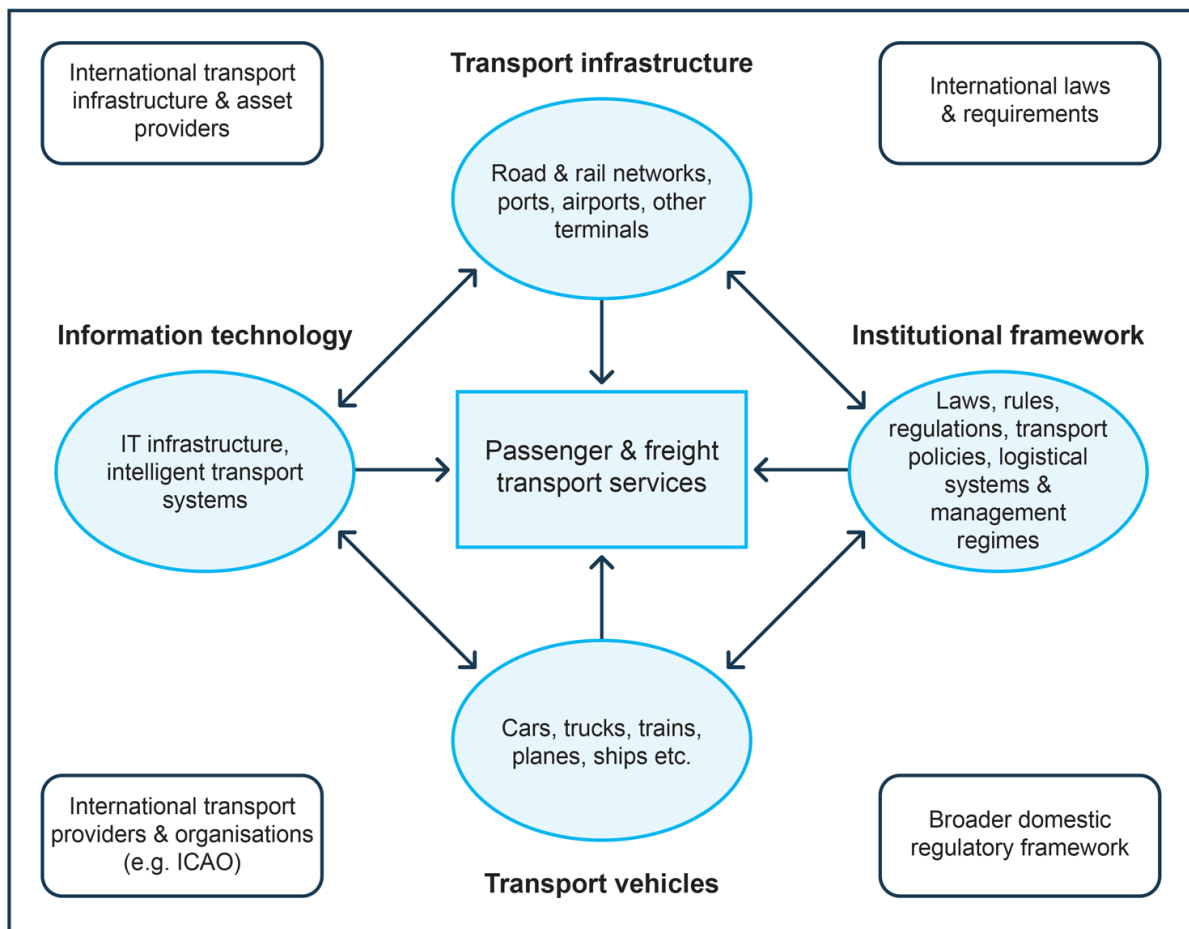 International transport
infrastructure & asset
providers
Transport infrastructure
International laws
& requirements
Road & rail networks,
ports, airports, other
terminals
Information technology
Institutional framework
IT infrastructure,
intelligent transport
systems
Passenger & freight
transport services
Laws, rules,
regulations, transport
policies, logistical
systems &
management
regimes
Cars, trucks, trains,
planes, ships etc.
International transport
providers & organisations
(e.g. ICAO)
Transport vehicles
Broader domestic
regulatory framework